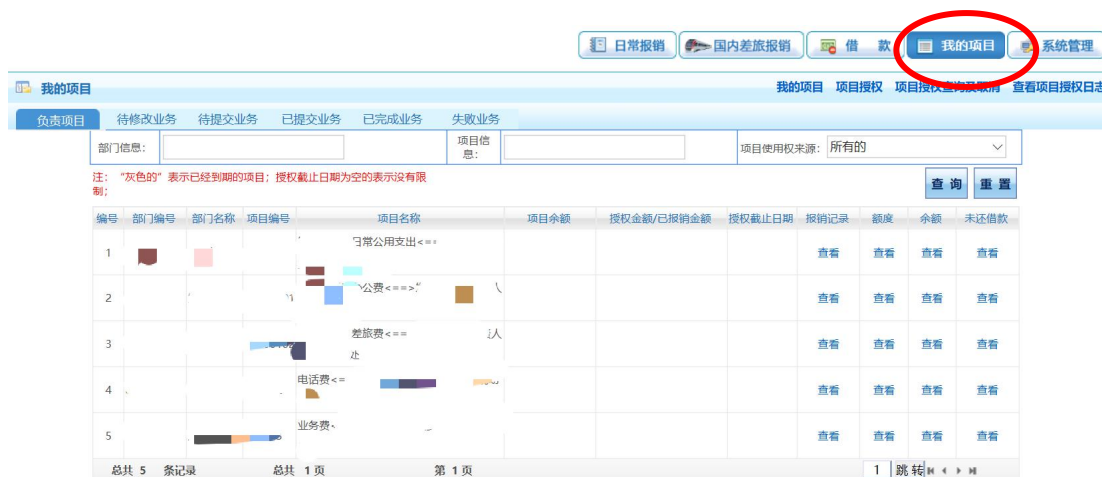 日常报销 国内差旅报销 借 款 我的项目 系统管理
我的项目 我的项目 项目授权 项目授权查询及取消 查看项目授权日志
负责项目 待修改业务 待提交业务 已提交业务 已完成业务 失败业务
部门信息: 项目信息: 项目使用权来源: 所有的
注: “灰色的”表示已经到期的项目; 授权截止日期为空的表示没有限
制;
查 询 重 置
编号 部门编号 部门名称 项目编号 项目名称 项目余额 授权金额/已报销金额 授权截止日期 报销记录 额度 余额 未还借款
1 日常公用支出<== 查看 查看 查看 查看
2 公费<==> 查看 查看 查看 查看
3 差旅费<== 人 查看 查看 查看 查看
4 电话费<= 查看 查看 查看 查看
5 业务费 查看 查看 查看 查看
总共 5 条记录 总共 1 页 第 1 页 1 跳 转